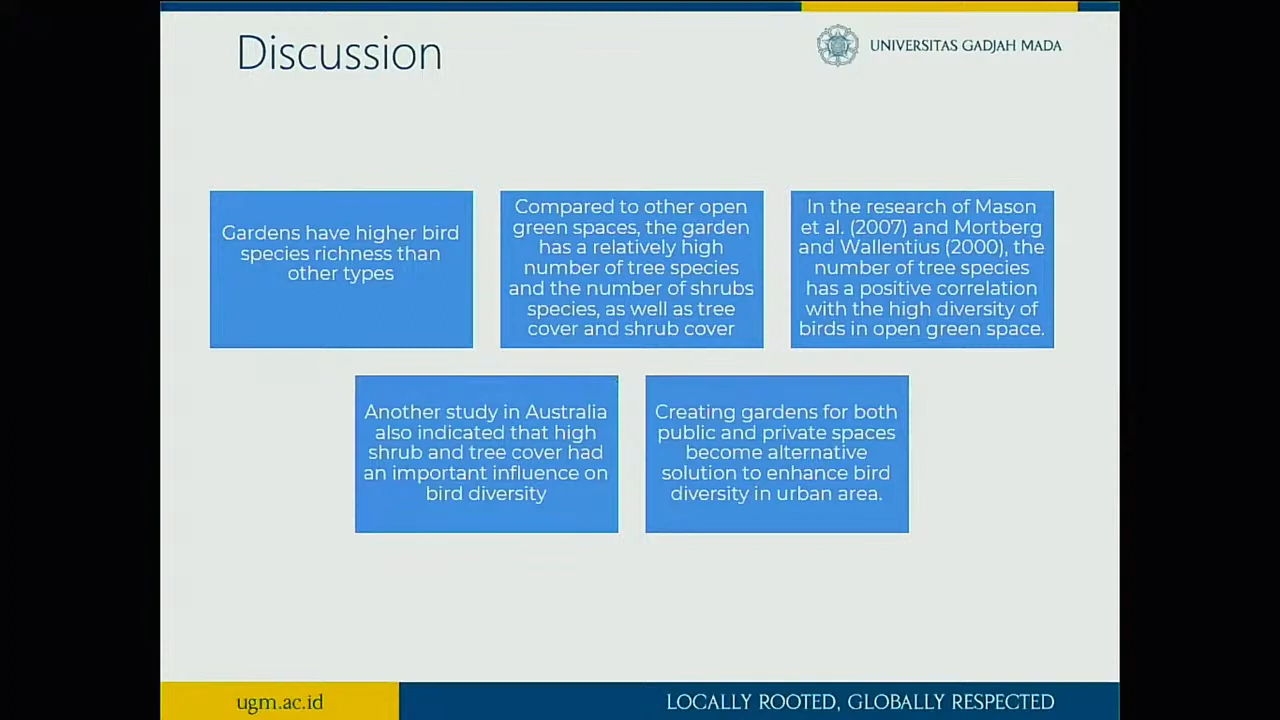 Discussion
UNIVERSITAS GADJAH MADA
Gardens have higher bird
species richness than
other types
Compared to other open
green spaces, the garden
has a relatively high
number of tree species
and the number of shrubs
species, as well as tree
cover and shrub cover
In the research of Mason
et al. (2007) and Mortberg
and Wallentius (2000), the
number of tree species
has a positive correlation
with the high diversity of
birds in open green space.
Another study in Australia
also indicated that high
shrub and tree cover had
an important influence on
bird diversity
Creating gardens for both
public and private spaces
become alternative
solution to enhance bird
diversity in urban area.
ugm.ac.id
LOCALLY ROOTED, GLOBALLY RESPECTED